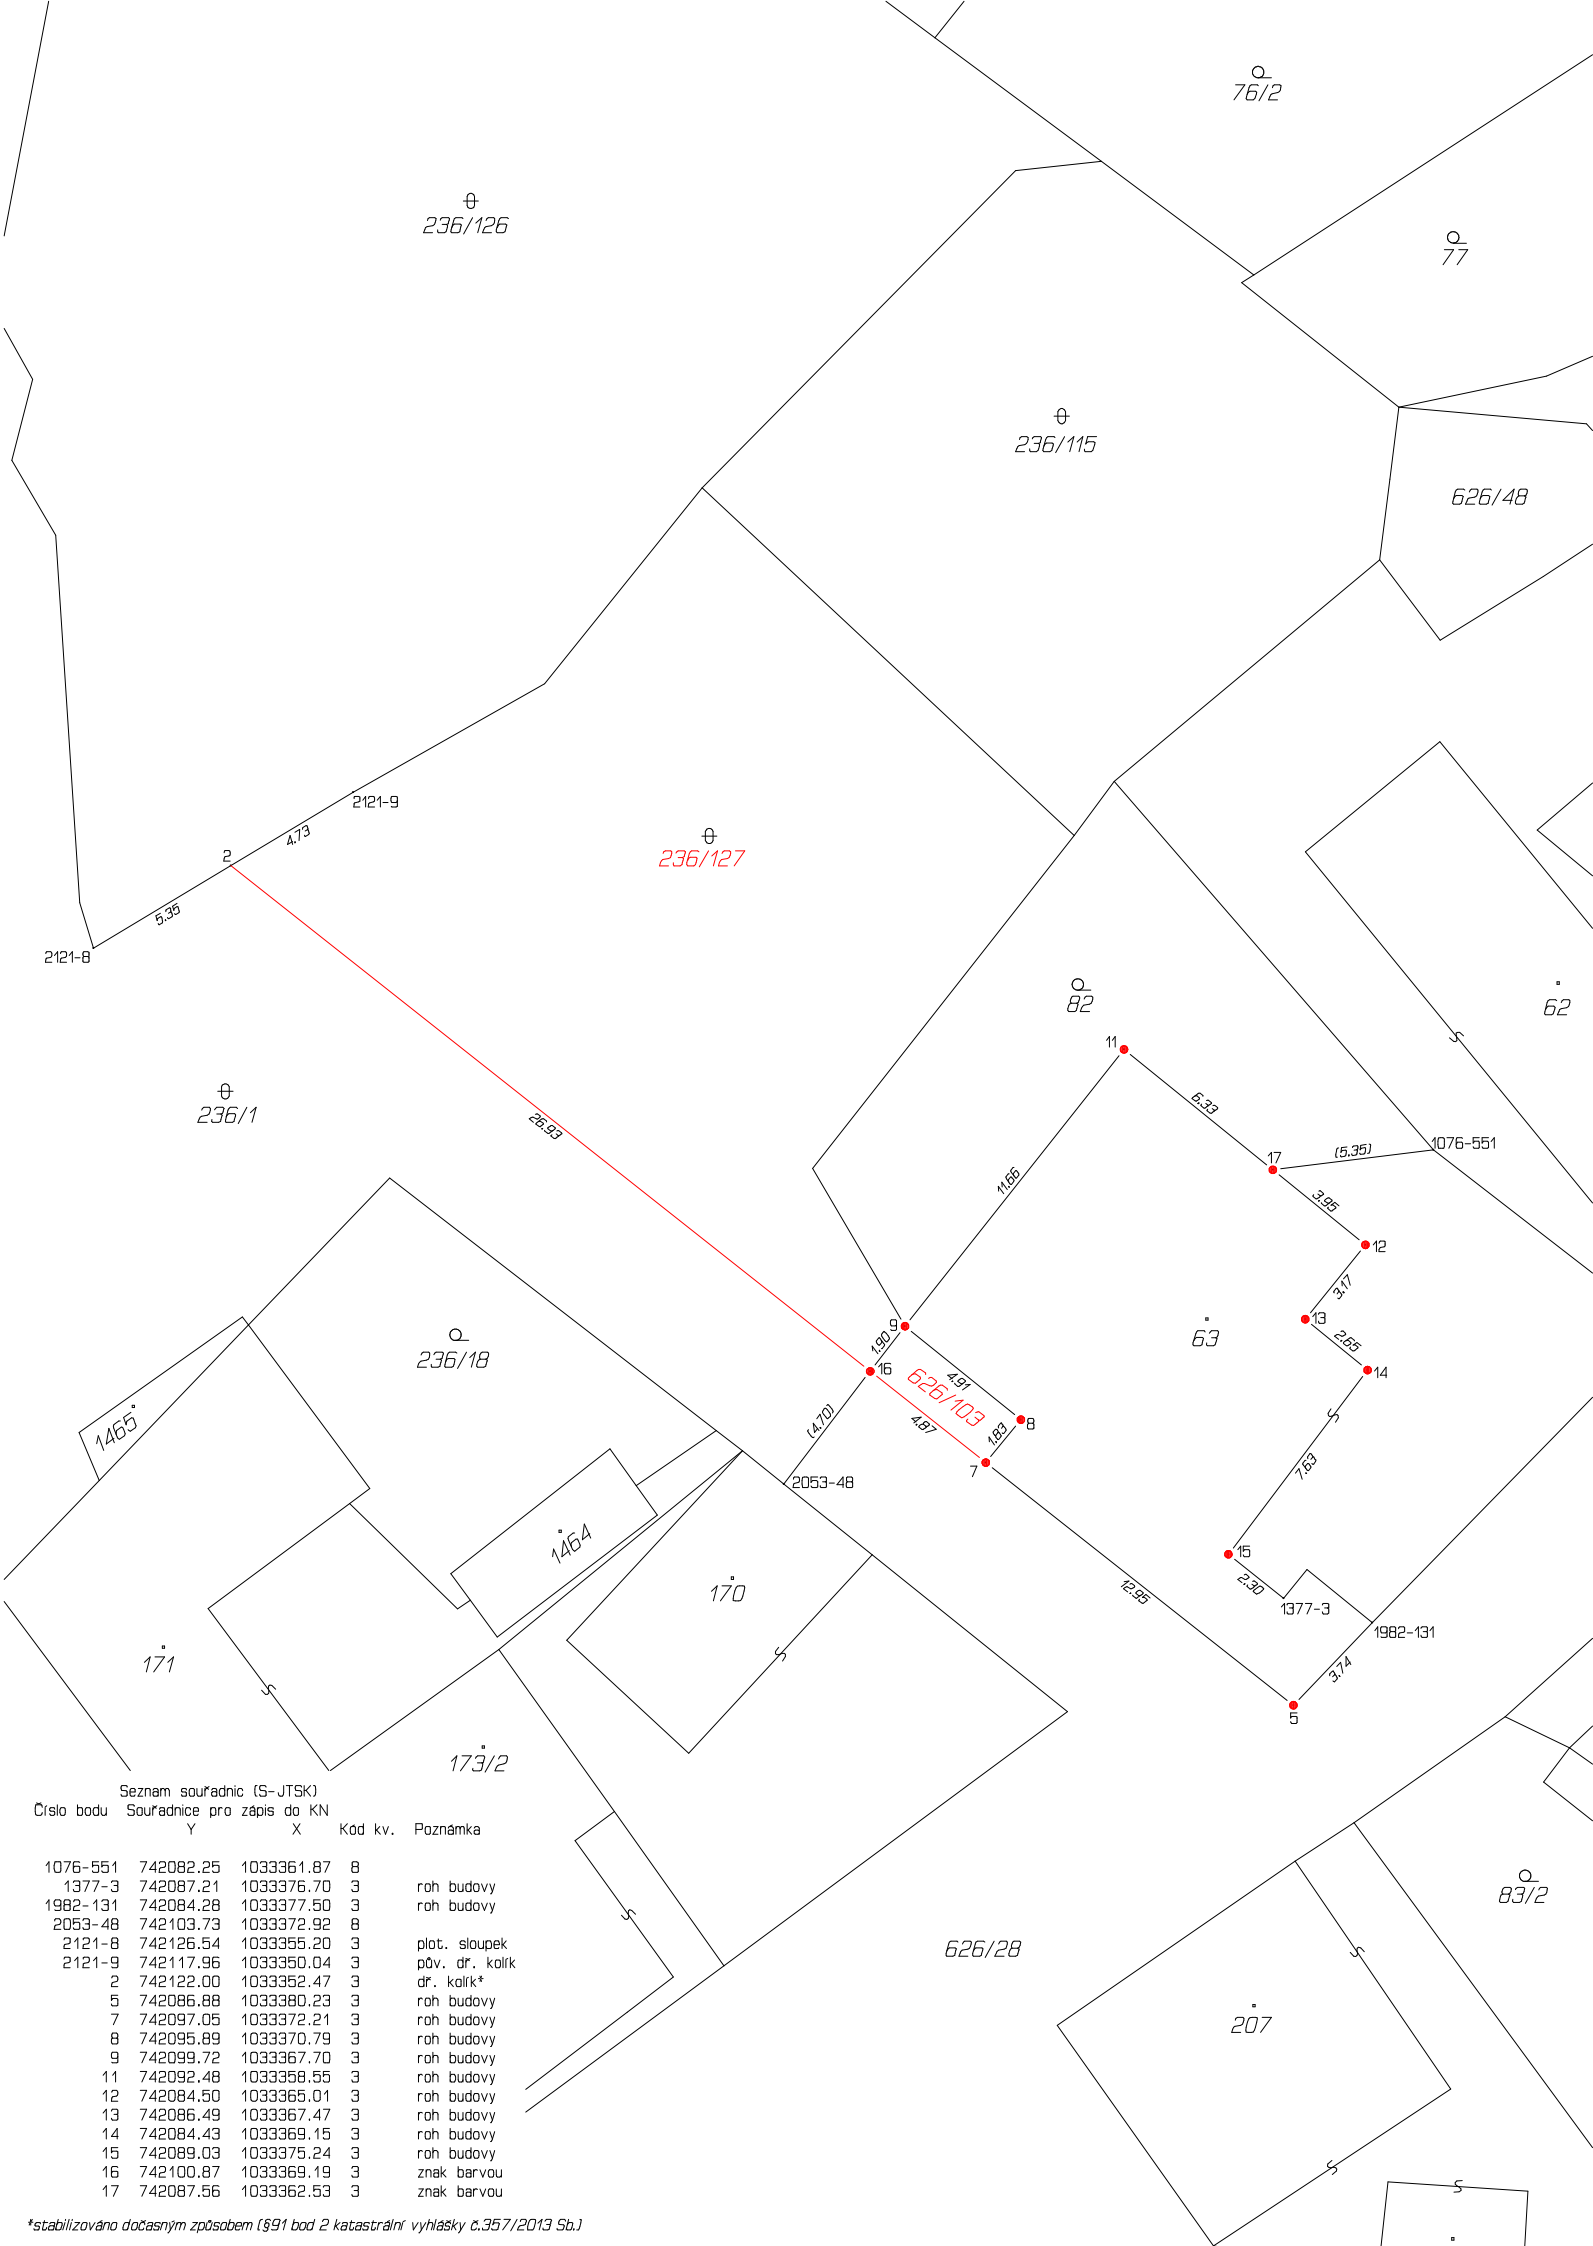 76/2
236/126
77
236/115
626/48
2121-9
4.73
2
236/127
5.35
2121-8
82
62
11
236/1
26.93
6.33
1076-551
(5.35)
17
11.66
3.95
12
3.17
9
13
1.90
63
2.65
236/18
16
14
4.91
626/103
1465
(4.70)
4.87
8
1.83
7
7.63
2053-48
1464
15
170
2.30
12.95
1377-3
1982-131
171
3.74
5
173/2
Seznam souřadnic (S-JTSK)
Číslo bodu Souřadnice pro zápis do KN
Y X Kód kv. Poznámka
1076-551 742082.25 1033361.87 8
1377-3 742087.21 1033376.70 3 roh budovy
1982-131 742084.28 1033377.50 3 roh budovy
2053-48 742103.73 1033372.92 8
2121-8 742126.54 1033355.20 3 plot. sloupek
2121-9 742117.96 1033350.04 3 pův. dř. kolík
2 742122.00 1033352.47 3 dř. kolík*
5 742086.88 1033380.23 3 roh budovy
7 742097.05 1033372.21 3 roh budovy
8 742095.89 1033370.79 3 roh budovy
9 742099.72 1033367.70 3 roh budovy
11 742092.48 1033358.55 3 roh budovy
12 742084.50 1033365.01 3 roh budovy
13 742086.49 1033367.47 3 roh budovy
14 742084.43 1033369.15 3 roh budovy
15 742089.03 1033375.24 3 roh budovy
16 742100.87 1033369.19 3 znak barvou
17 742087.56 1033362.53 3 znak barvou
83/2
626/28
207
*stabilizováno dočasným způsobem (§91 bod 2 katastrální vyhlášky č.357/2013 Sb.)